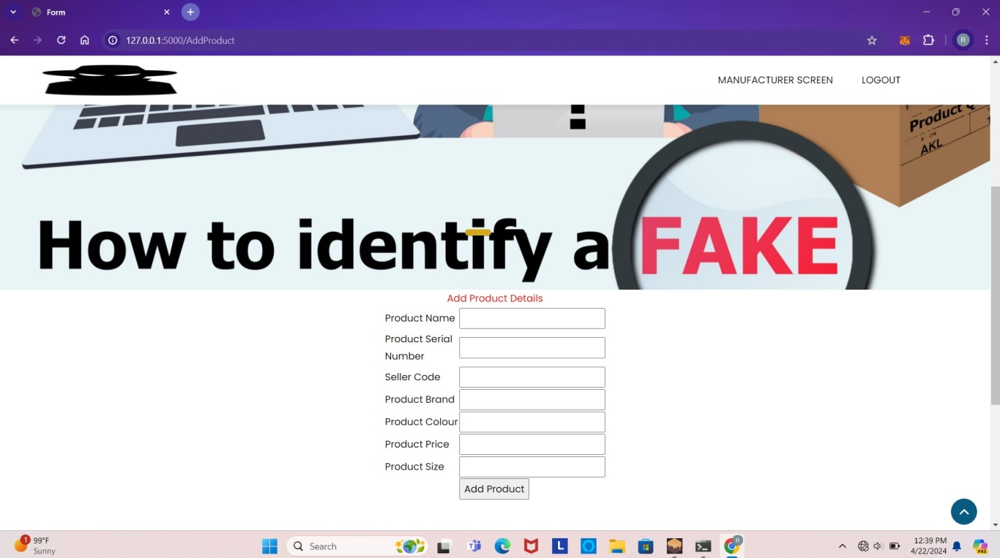 Form
127.0.0.1:5000/AddProduct
R
MANUFACTURER SCREEN
LOGOUT
Product
AKL
How to identify a FAKE
Add Product Details
Product Name
Product Serial
Number
Seller Code
Product Brand
Product Colour
Product Price
Product Size
Add Product
1
99°F
Sunny
Search
L
R
12:39 PM
4/22/2024
PRE